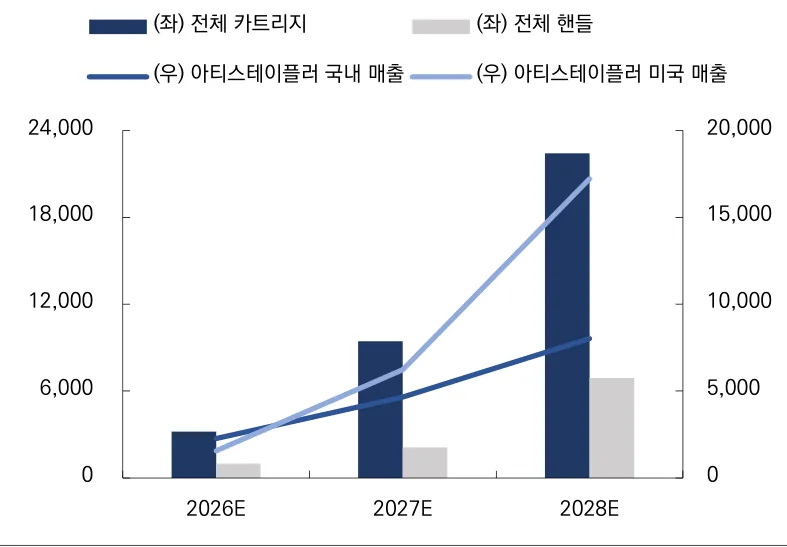 (좌) 전체 카트리지 (좌) 전체 핸들
(우) 아티스테이플러 국내 매출 (우) 아티스테이플러 미국 매출
24,000 20,000
18,000 15,000
12,000 10,000
6,000 5,000
0 0
2026E 2027E 2028E